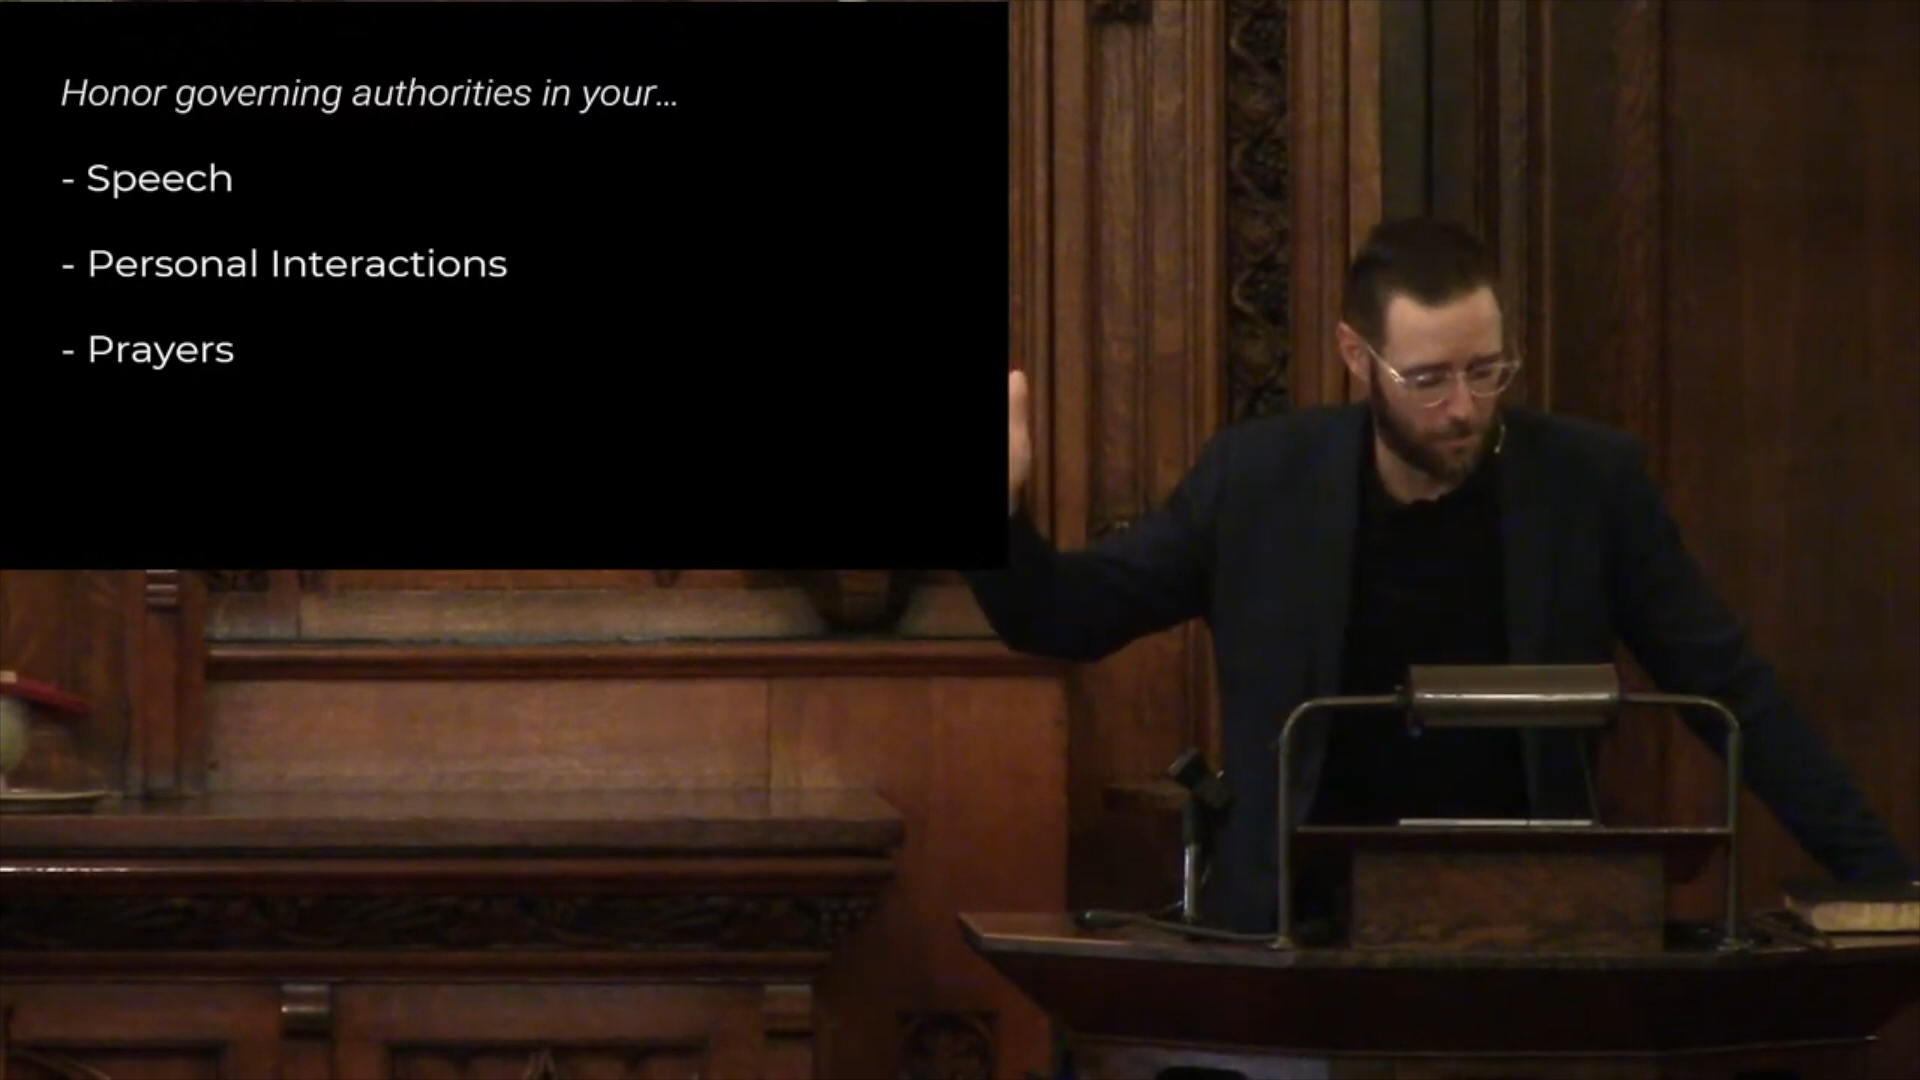 Honor governing authorities in your...
- Speech
- Personal Interactions
- Prayers